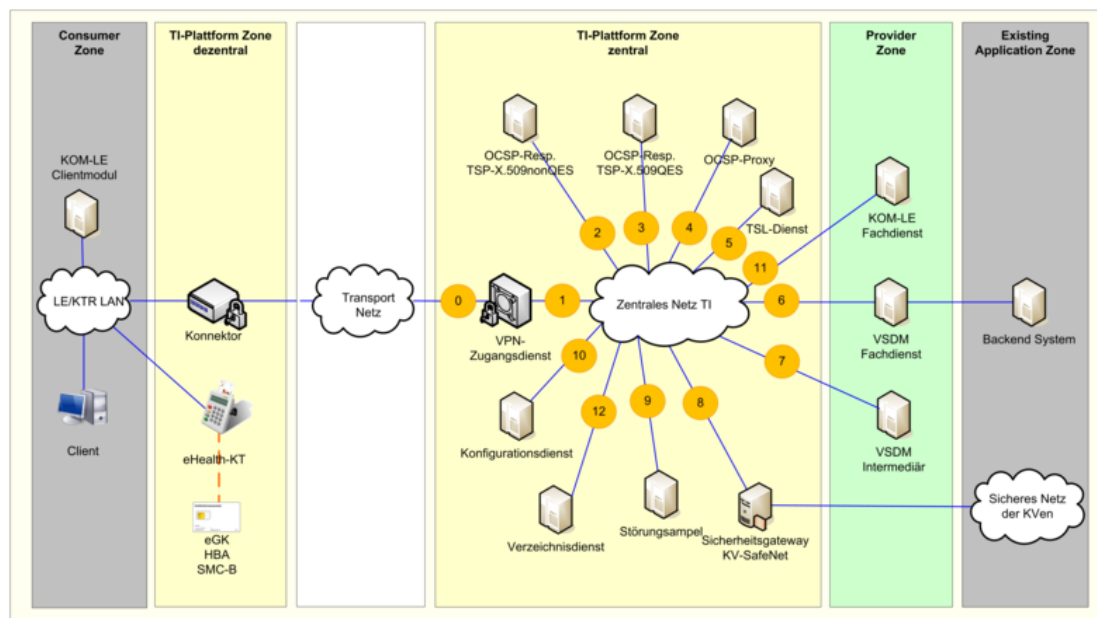 Consumer
Zone
TI-Plattform Zone
dezentral
TI-Plattform Zone
zentral
Provider
Zone
Existing
Application Zone
KOM-LE
Clientmodul
LE/KTR LAN
Client
Konnektor
eHealth-KT
eGK
HBA
SMC-B
Transport
Netz
0
VPN-
Zugangsdienst
1
Zentrales Netz TI
OCSP-Resp.
TSP-X.509nonQES
2
OCSP-Resp.
TSP-X.509QES
3
OCSP-Proxy
4
TSL-Dienst
5
11
6
7
8
9
12
10
Konfigurationsdienst
Verzeichnisdienst
Störungsampel
Sicherheitsgateway
KV-SafeNet
KOM-LE
Fachdienst
VSDM
Fachdienst
VSDM
Intermediär
Backend System
Sicheres Netz
der KVen